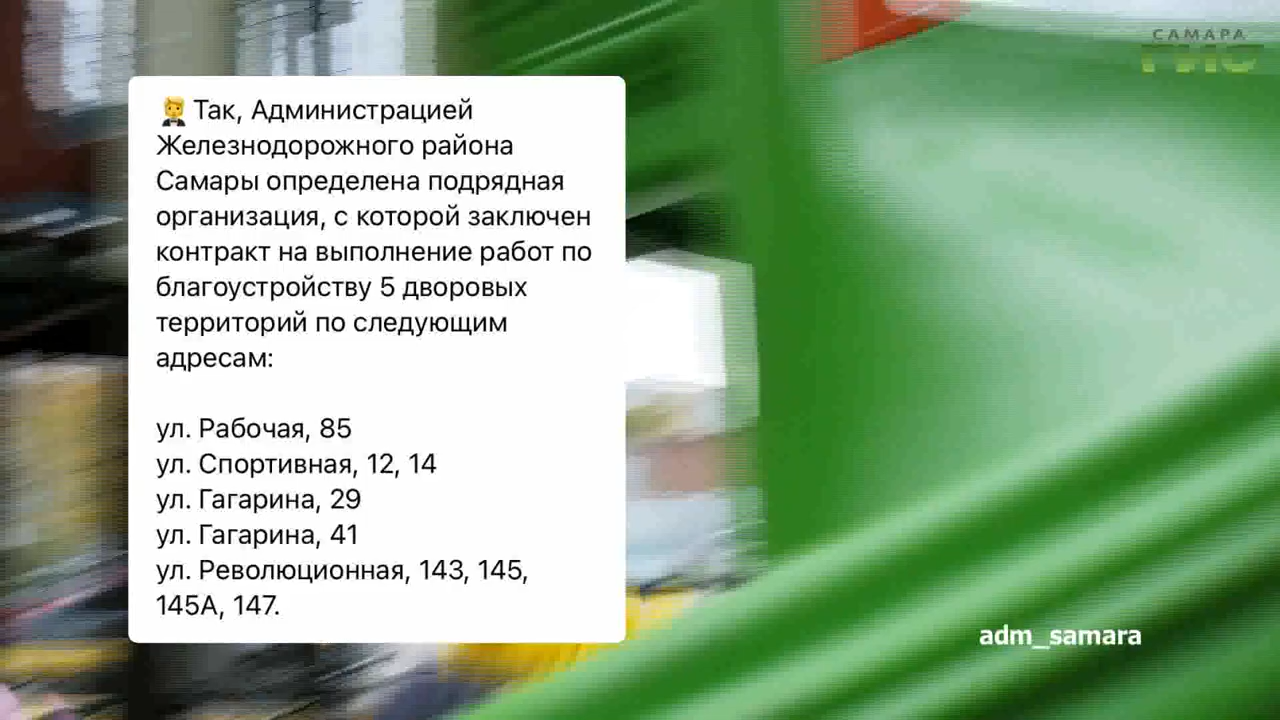 САМАРА
ГИС
Так, Администрацией
Железнодорожного района
Самары определена подрядная
организация, с которой заключен
контракт на выполнение работ по
благоустройству 5 дворовых
территорий по следующим
адресам:
ул. Рабочая, 85
ул. Спортивная, 12, 14
ул. Гагарина, 29
ул. Гагарина, 41
ул. Революционная, 143, 145,
145А, 147.
adm_samara